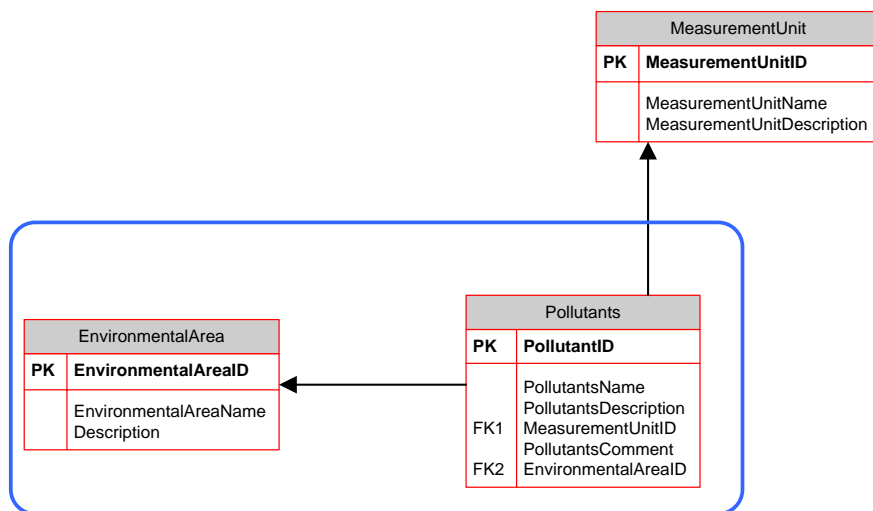 MeasurementUnit
PK MeasurementUnitID
MeasurementUnitName
MeasurementUnitDescription
EnvironmentalArea
PK EnvironmentalAreaID
EnvironmentalAreaName
Description
Pollutants
PK PollutantID
PollutantsName
PollutantsDescription
FK1 MeasurementUnitID
PollutantsComment
FK2 EnvironmentalAreaID